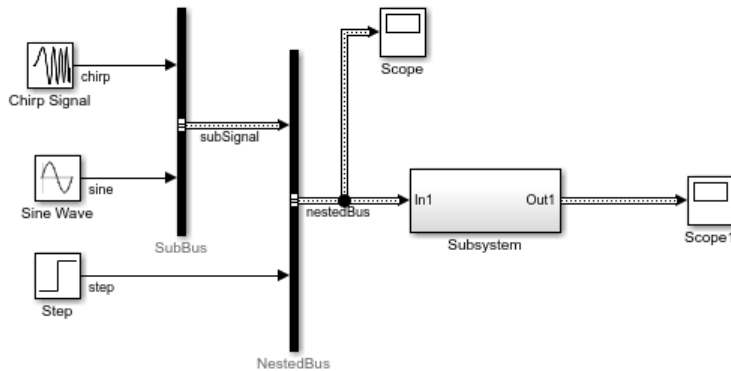 Scope
chirp
Chirp Signal
subSignal
sine
Sine Wave
In1
Out1
nestedBus
SubBus
Subsystem
Scope1
step
Step
NestedBus